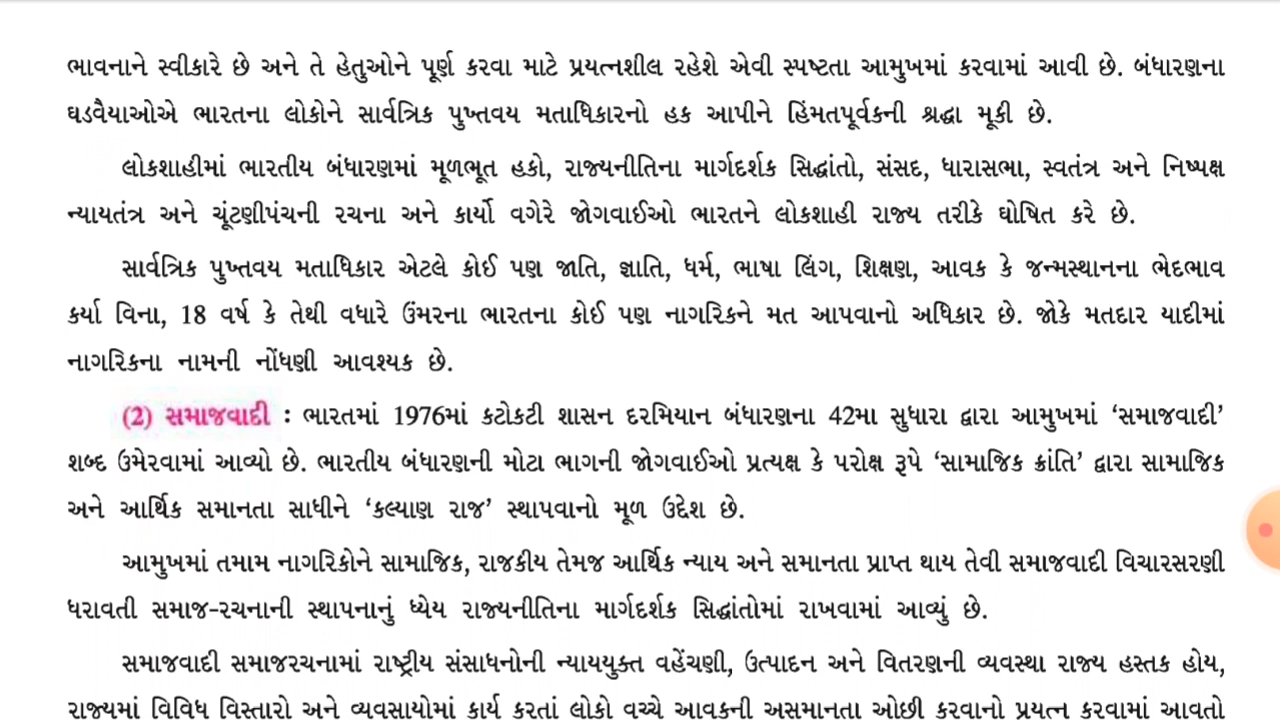 ભાવનાને સ્વીકારે છે અને તે હેતુઓને પૂર્ણ કરવા માટે પ્રયત્નશીલ રહેશે એવી સ્પષ્ટતા આમુખમાં કરવામાં આવી છે. બંધારણના
ઘડવૈયાઓએ ભારતના લોકોને સાર્વત્રિક પુખ્તવય મતાધિકારનો હક આપીને હિંમતપૂર્વકની શ્રદ્ધા મૂકી છે.
લોકશાહીમાં ભારતીય બંધારણમાં મૂળભૂત હકો, રાજ્યનીતિના માર્ગદર્શક સિદ્ધાંતો, સંસદ, ધારાસભા, સ્વતંત્ર અને નિષ્પક્ષ
ન્યાયતંત્ર અને ચૂંટણીપંચની રચના અને કાર્યો વગેરે જોગવાઈઓ ભારતને લોકશાહી રાજ્ય તરીકે ઘોષિત કરે છે.
સાર્વત્રિક પુખ્તવય મતાધિકાર એટલે કોઈ પણ જાતિ, જ્ઞાતિ, ધર્મ, ભાષા લિંગ, શિક્ષણ, આવક કે જન્મસ્થાનના ભેદભાવ
કર્યા વિના, 18 વર્ષ કે તેથી વધારે ઉંમરના ભારતના કોઈ પણ નાગરિકને મત આપવાનો અધિકાર છે. જોકે મતદાર યાદીમાં
નાગરિકના નામની નોંધણી આવશ્યક છે.
(2) સમાજવાદી : ભારતમાં 1976માં કટોકટી શાસન દરમિયાન બંધારણના 42મા સુધારા દ્વારા આમુખમાં ‘સમાજવાદી’
શબ્દ ઉમેરવામાં આવ્યો છે. ભારતીય બંધારણની મોટા ભાગની જોગવાઈઓ પ્રત્યક્ષ કે પરોક્ષ રૂપે ‘સામાજિક ક્રાંતિ’ દ્વારા સામાજિક
અને આર્થિક સમાનતા સાધીને ‘કલ્યાણ રાજ’ સ્થાપવાનો મૂળ ઉદ્દેશ છે.
આમુખમાં તમામ નાગરિકોને સામાજિક, રાજકીય તેમજ આર્થિક ન્યાય અને સમાનતા પ્રાપ્ત થાય તેવી સમાજવાદી વિચારસરણી
ધરાવતી સમાજ-રચનાની સ્થાપનાનું ધ્યેય રાજ્યનીતિના માર્ગદર્શક સિદ્ધાંતોમાં રાખવામાં આવ્યું છે.
સમાજવાદી સમાજરચનામાં રાષ્ટ્રીય સંસાધનોની ન્યાયયુક્ત વહેંચણી, ઉત્પાદન અને વિતરણની વ્યવસ્થા રાજ્ય હસ્તક હોય,
રાજ્યમાં વિવિધ વિસ્તારો અને વ્યવસાયોમાં કાર્ય કરતાં લોકો વચ્ચે આવકની અસમાનતા ઓછી કરવાનો પ્રયત્ન કરવામાં આવતો